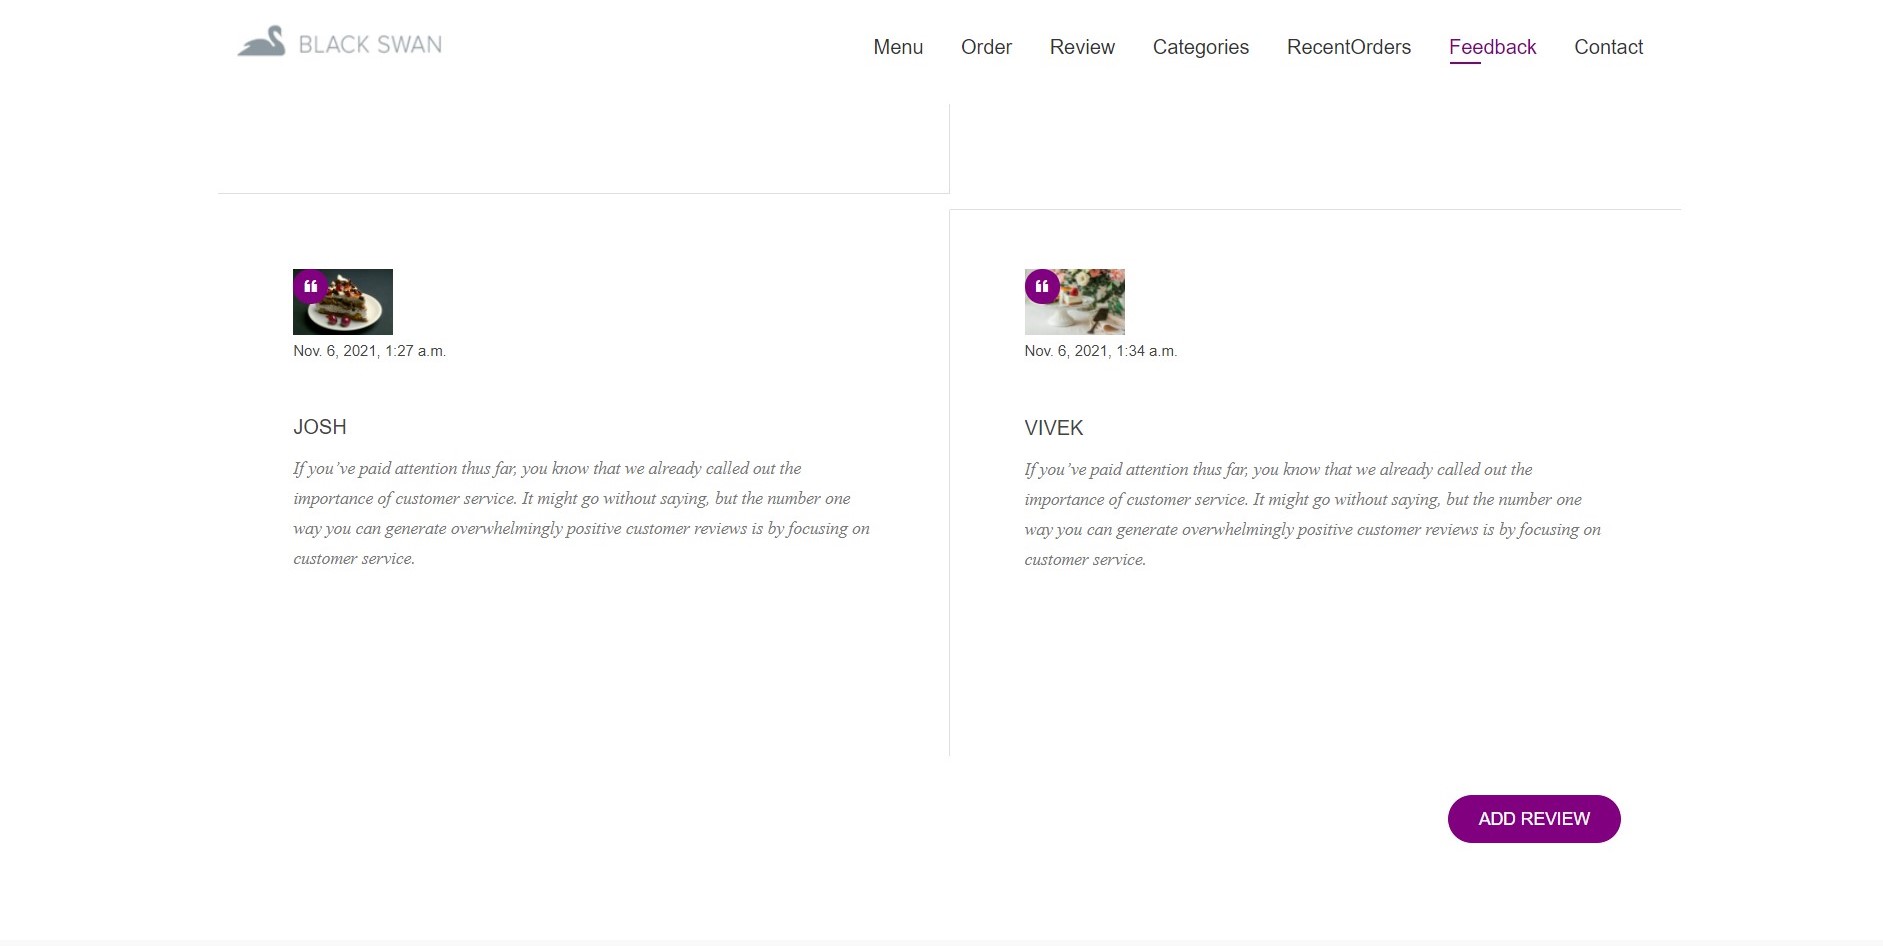 BLACK SWAN
Menu Order Review Categories RecentOrders Feedback Contact
Nov. 6, 2021, 1:27 a.m.
JOSH
If you’ve paid attention thus far, you know that we already called out the
importance of customer service. It might go without saying, but the number one
way you can generate overwhelmingly positive customer reviews is by focusing on
customer service.
Nov. 6, 2021, 1:34 a.m.
VIVEK
If you’ve paid attention thus far, you know that we already called out the
importance of customer service. It might go without saying, but the number one
way you can generate overwhelmingly positive customer reviews is by focusing on
customer service.
ADD REVIEW